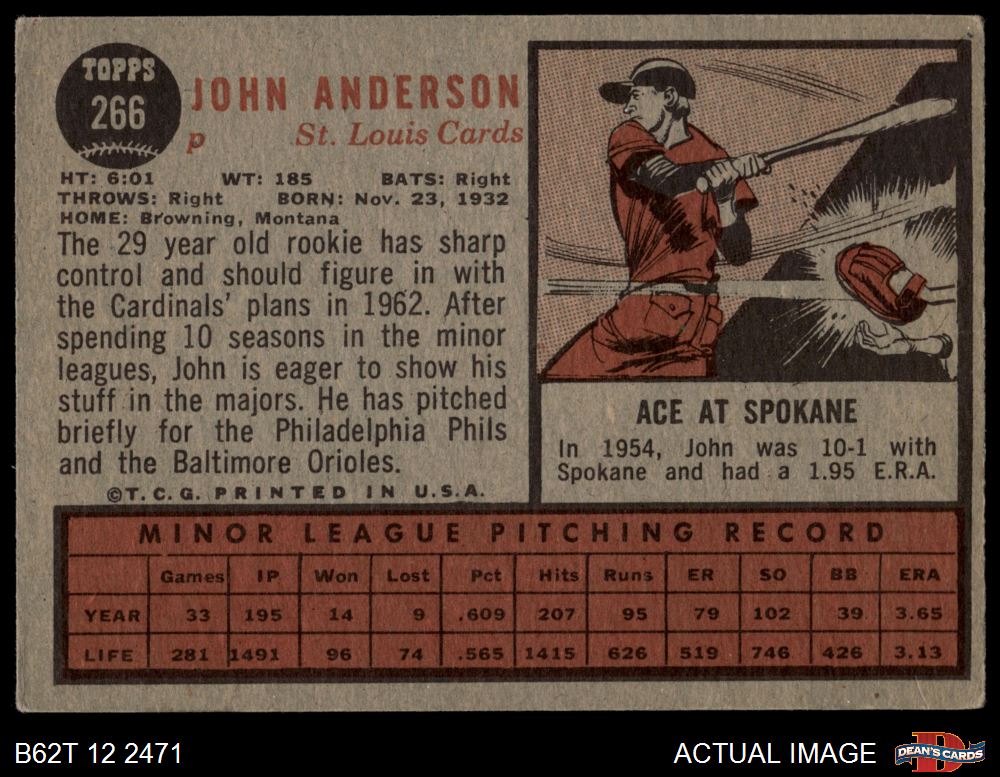 TOPPS
266
JOHN ANDERSON
p St. Louis Cards
HT: 6:01 WT: 185 BATS: Right
THROWS: Right BORN: Nov. 23, 1932
HOME: Browning, Montana
The 29 year old rookie has sharp
control and should figure in with
the Cardinals' plans in 1962. After
spending 10 seasons in the minor
leagues, John is eager to show his
stuff in the majors. He has pitched
briefly for the Philadelphia Phils
and the Baltimore Orioles.
©T.C.G. PRINTED IN U.S.A.
ACE AT SPOKANE
In 1954, John was 10-1 with
Spokane and had a 1.95 E.R.A.
MINOR LEAGUE PITCHING RECORD
Games IP Won Lost Pct Hits Runs ER SO BB ERA
YEAR 33 195 14 9 .609 207 95 79 102 39 3.65
LIFE 281 1491 96 74 .565 1415 626 519 746 426 3.13
B62T 12 2471
ACTUAL IMAGE
DEAN'S CARDS